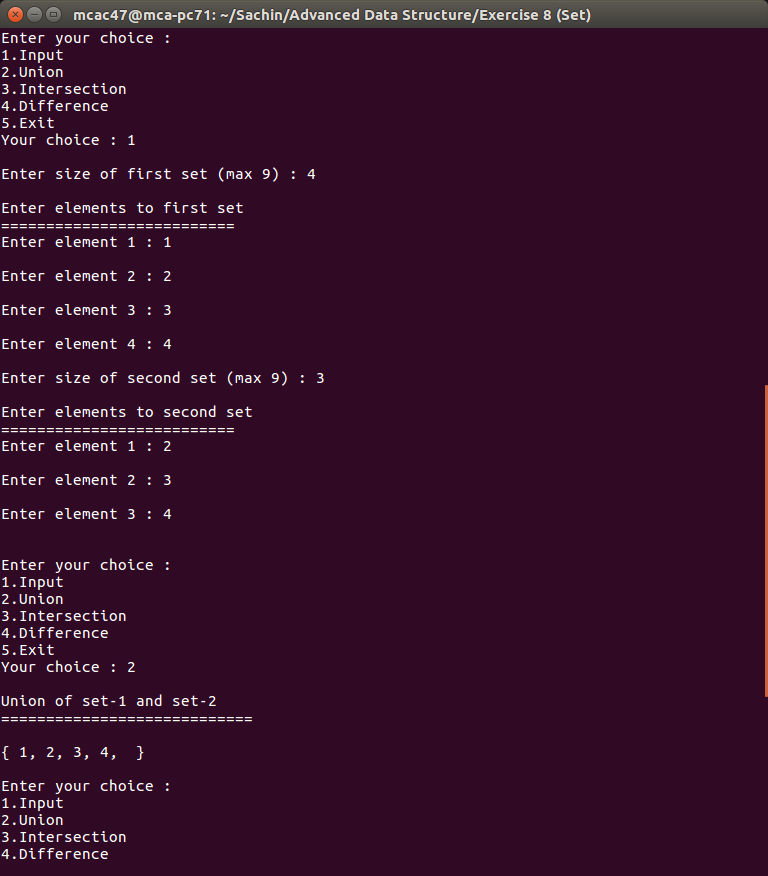 mcac47@mca-pc71: ~/Sachin/Advanced Data Structure/Exercise 8 (Set)
Enter your choice :
1.Input
2.Union
3.Intersection
4.Difference
5.Exit
Your choice : 1
Enter size of first set (max 9) : 4
Enter elements to first set
==========================
Enter element 1 : 1
Enter element 2 : 2
Enter element 3 : 3
Enter element 4 : 4
Enter size of second set (max 9) : 3
Enter elements to second set
==========================
Enter element 1 : 2
Enter element 2 : 3
Enter element 3 : 4
Enter your choice :
1.Input
2.Union
3.Intersection
4.Difference
5.Exit
Your choice : 2
Union of set-1 and set-2
============================
{ 1, 2, 3, 4,  }
Enter your choice :
1.Input
2.Union
3.Intersection
4.Difference